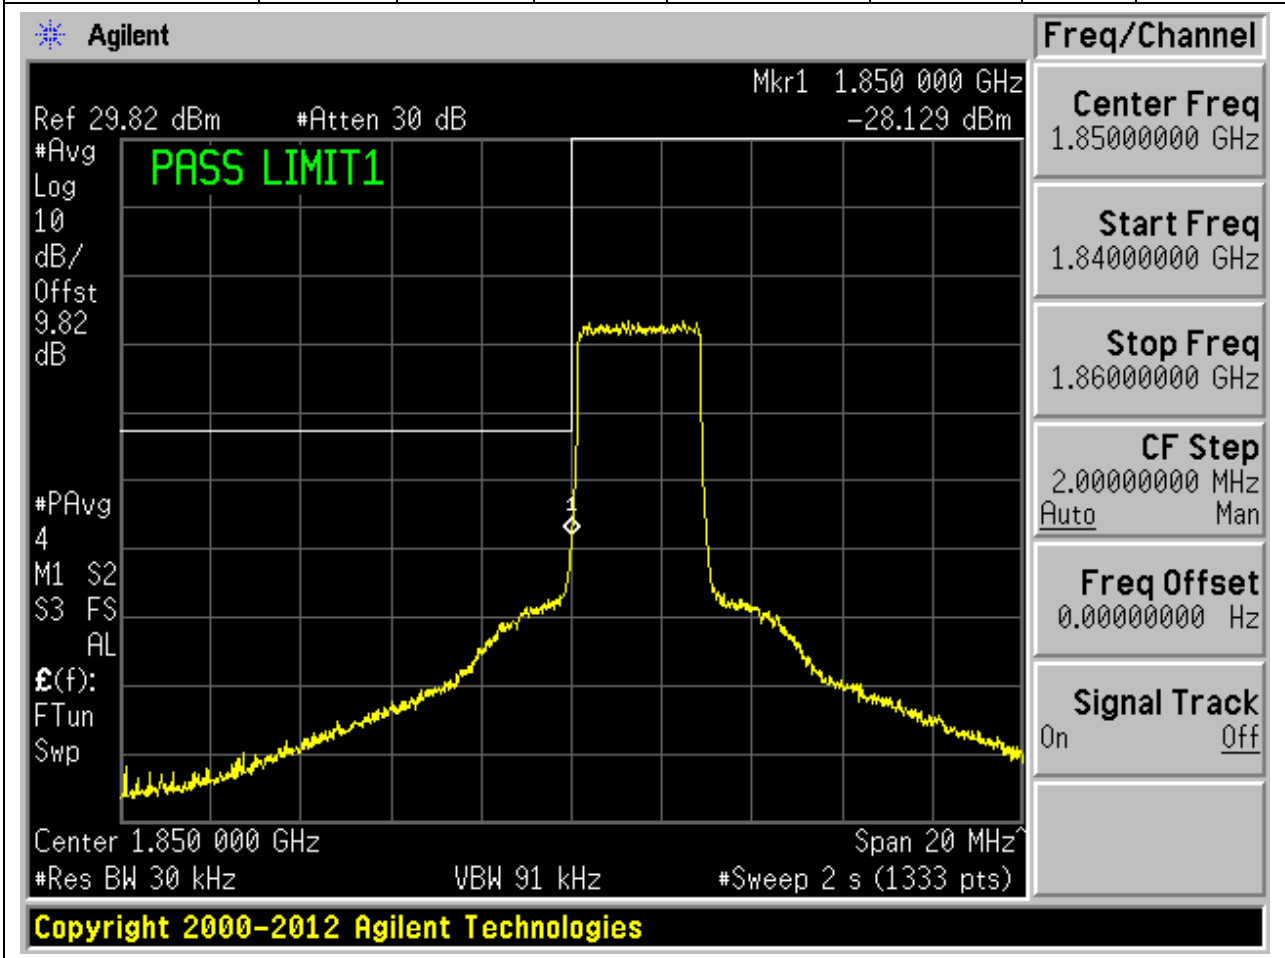 Agilent
Freq/Channel
Mkr1 1.850 000 GHz
Ref 29.82 dBm #Atten 30 dB -28.129 dBm
#Avg
Log
10
dB/
Offst
9.82
dB
PASS LIMIT1
1
#PAvg
4
M1 S2
S3 FS
AL
£(f):
FTun
Swp
Center 1.850 000 GHz Span 20 MHz^
#Res BW 30 kHz VBW 91 kHz #Sweep 2 s (1333 pts)
Center Freq
1.85000000 GHz
Start Freq
1.84000000 GHz
Stop Freq
1.86000000 GHz
CF Step
2.00000000 MHz
Auto Man
Freq Offset
0.00000000 Hz
Signal Track
On Off
Copyright 2000-2012 Agilent Technologies